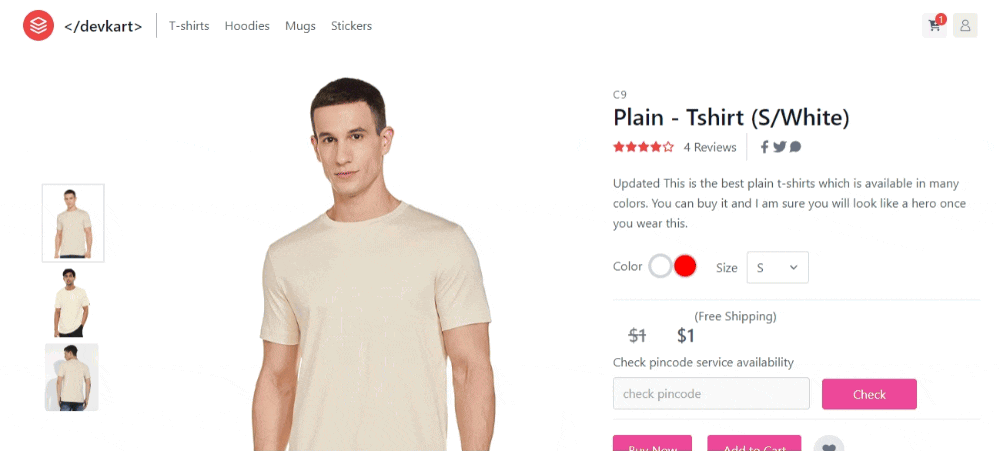 </devkart>
T-shirts
Hoodies
Mugs
Stickers
1
C9
Plain - Tshirt (S/White)
4 Reviews
Updated This is the best plain t-shirts which is available in many
colors. You can buy it and I am sure you will look like a hero once
you wear this.
Color
Size
S
(Free Shipping)
$1
$1
Check pincode service availability
check pincode
Check
Buy Now
Add to Cart